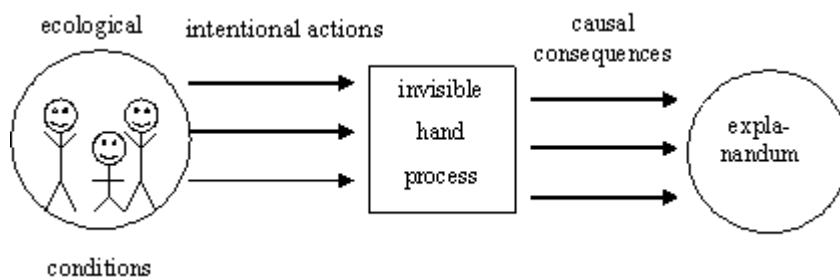 ecological
conditions
intentional actions
invisible
hand
process
causal
consequences
expla-
nandum